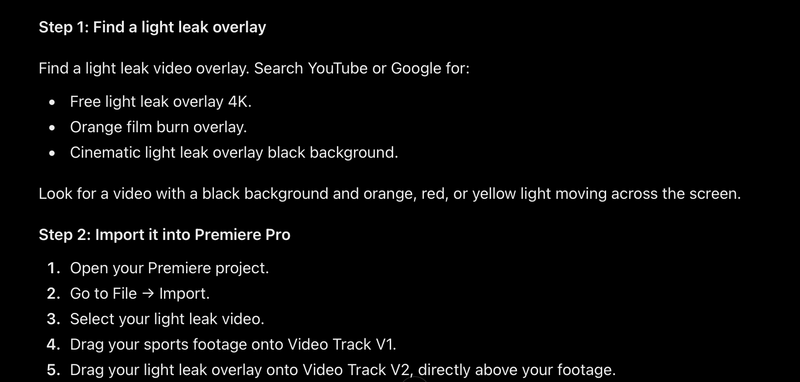 Step 1: Find a light leak overlay
Find a light leak video overlay. Search YouTube or Google for:
• Free light leak overlay 4K.
• Orange film burn overlay.
• Cinematic light leak overlay black background.
Look for a video with a black background and orange, red, or yellow light moving across the screen.
Step 2: Import it into Premiere Pro
1. Open your Premiere project.
2. Go to File → Import.
3. Select your light leak video.
4. Drag your sports footage onto Video Track V1.
5. Drag your light leak overlay onto Video Track V2, directly above your footage.